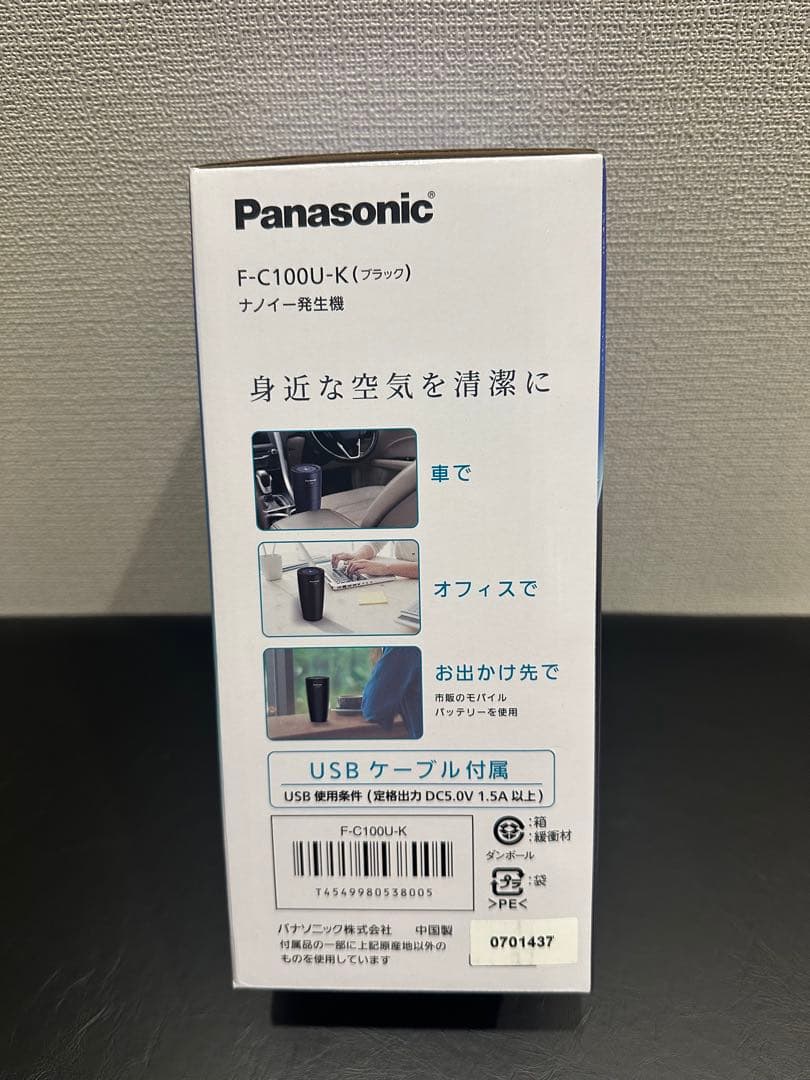 Panasonic®
F-C100U-K(ブラック)
ナノイー発生機
身近な空気を清潔に
車で
オフィスで
お出かけ先で
市販のモバイル
バッテリーを使用
USB ケーブル付属
USB 使用条件 (定格出力 DC5.0V 1.5A 以上)
F-C100U-K
T4549980538005
:箱
:緩衝材
ダンボール
プラ :袋
>PE<
パナソニック株式会社 中国製
付属品の一部に上記原産地以外の
ものを使用しています
0701437